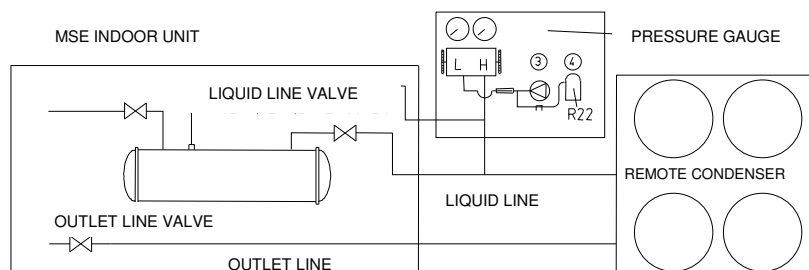 MSE INDOOR UNIT
PRESSURE GAUGE
L H
3
4
R22
LIQUID LINE VALVE
REMOTE CONDENSER
LIQUID LINE
OUTLET LINE VALVE
OUTLET LINE